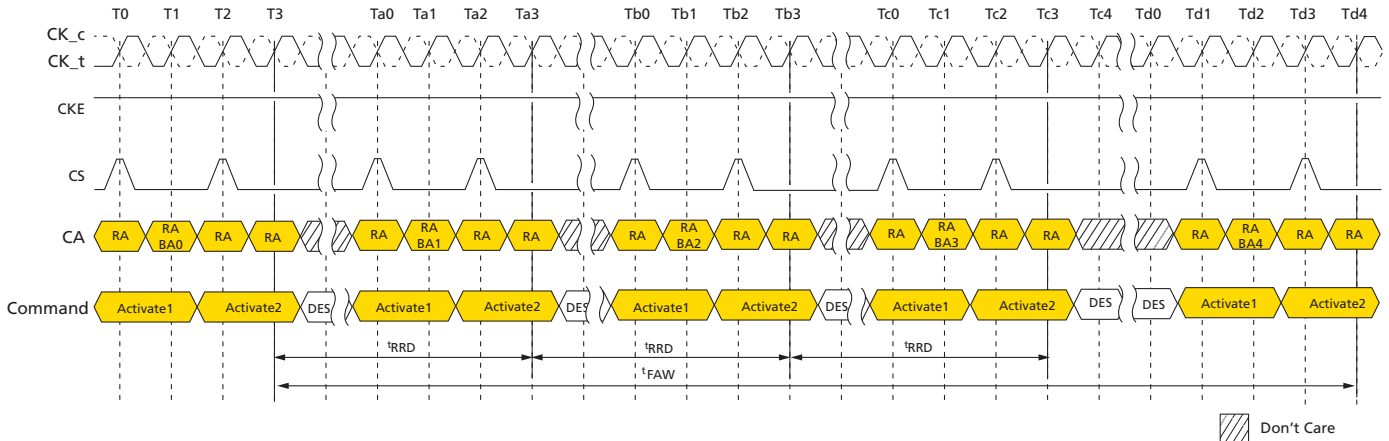 T0 T1 T2 T3 Ta0 Ta1 Ta2 Ta3 Tb0 Tb1 Tb2 Tb3 Tc0 Tc1 Tc2 Tc3 Tc4 Td0 Td1 Td2 Td3 Td4
CK_c
CK_t
CKE
CS
CA RA RA BA0 RA RA RA RA BA1 RA RA RA RA BA2 RA RA RA RA BA3 RA RA RA RA BA4 RA RA
Command Activate1 Activate2 DES Activate1 Activate2 DES Activate1 Activate2 DES Activate1 Activate2 DES DES Activate1 Activate2
tRRD tRRD tRRD
tFAW
Don't Care